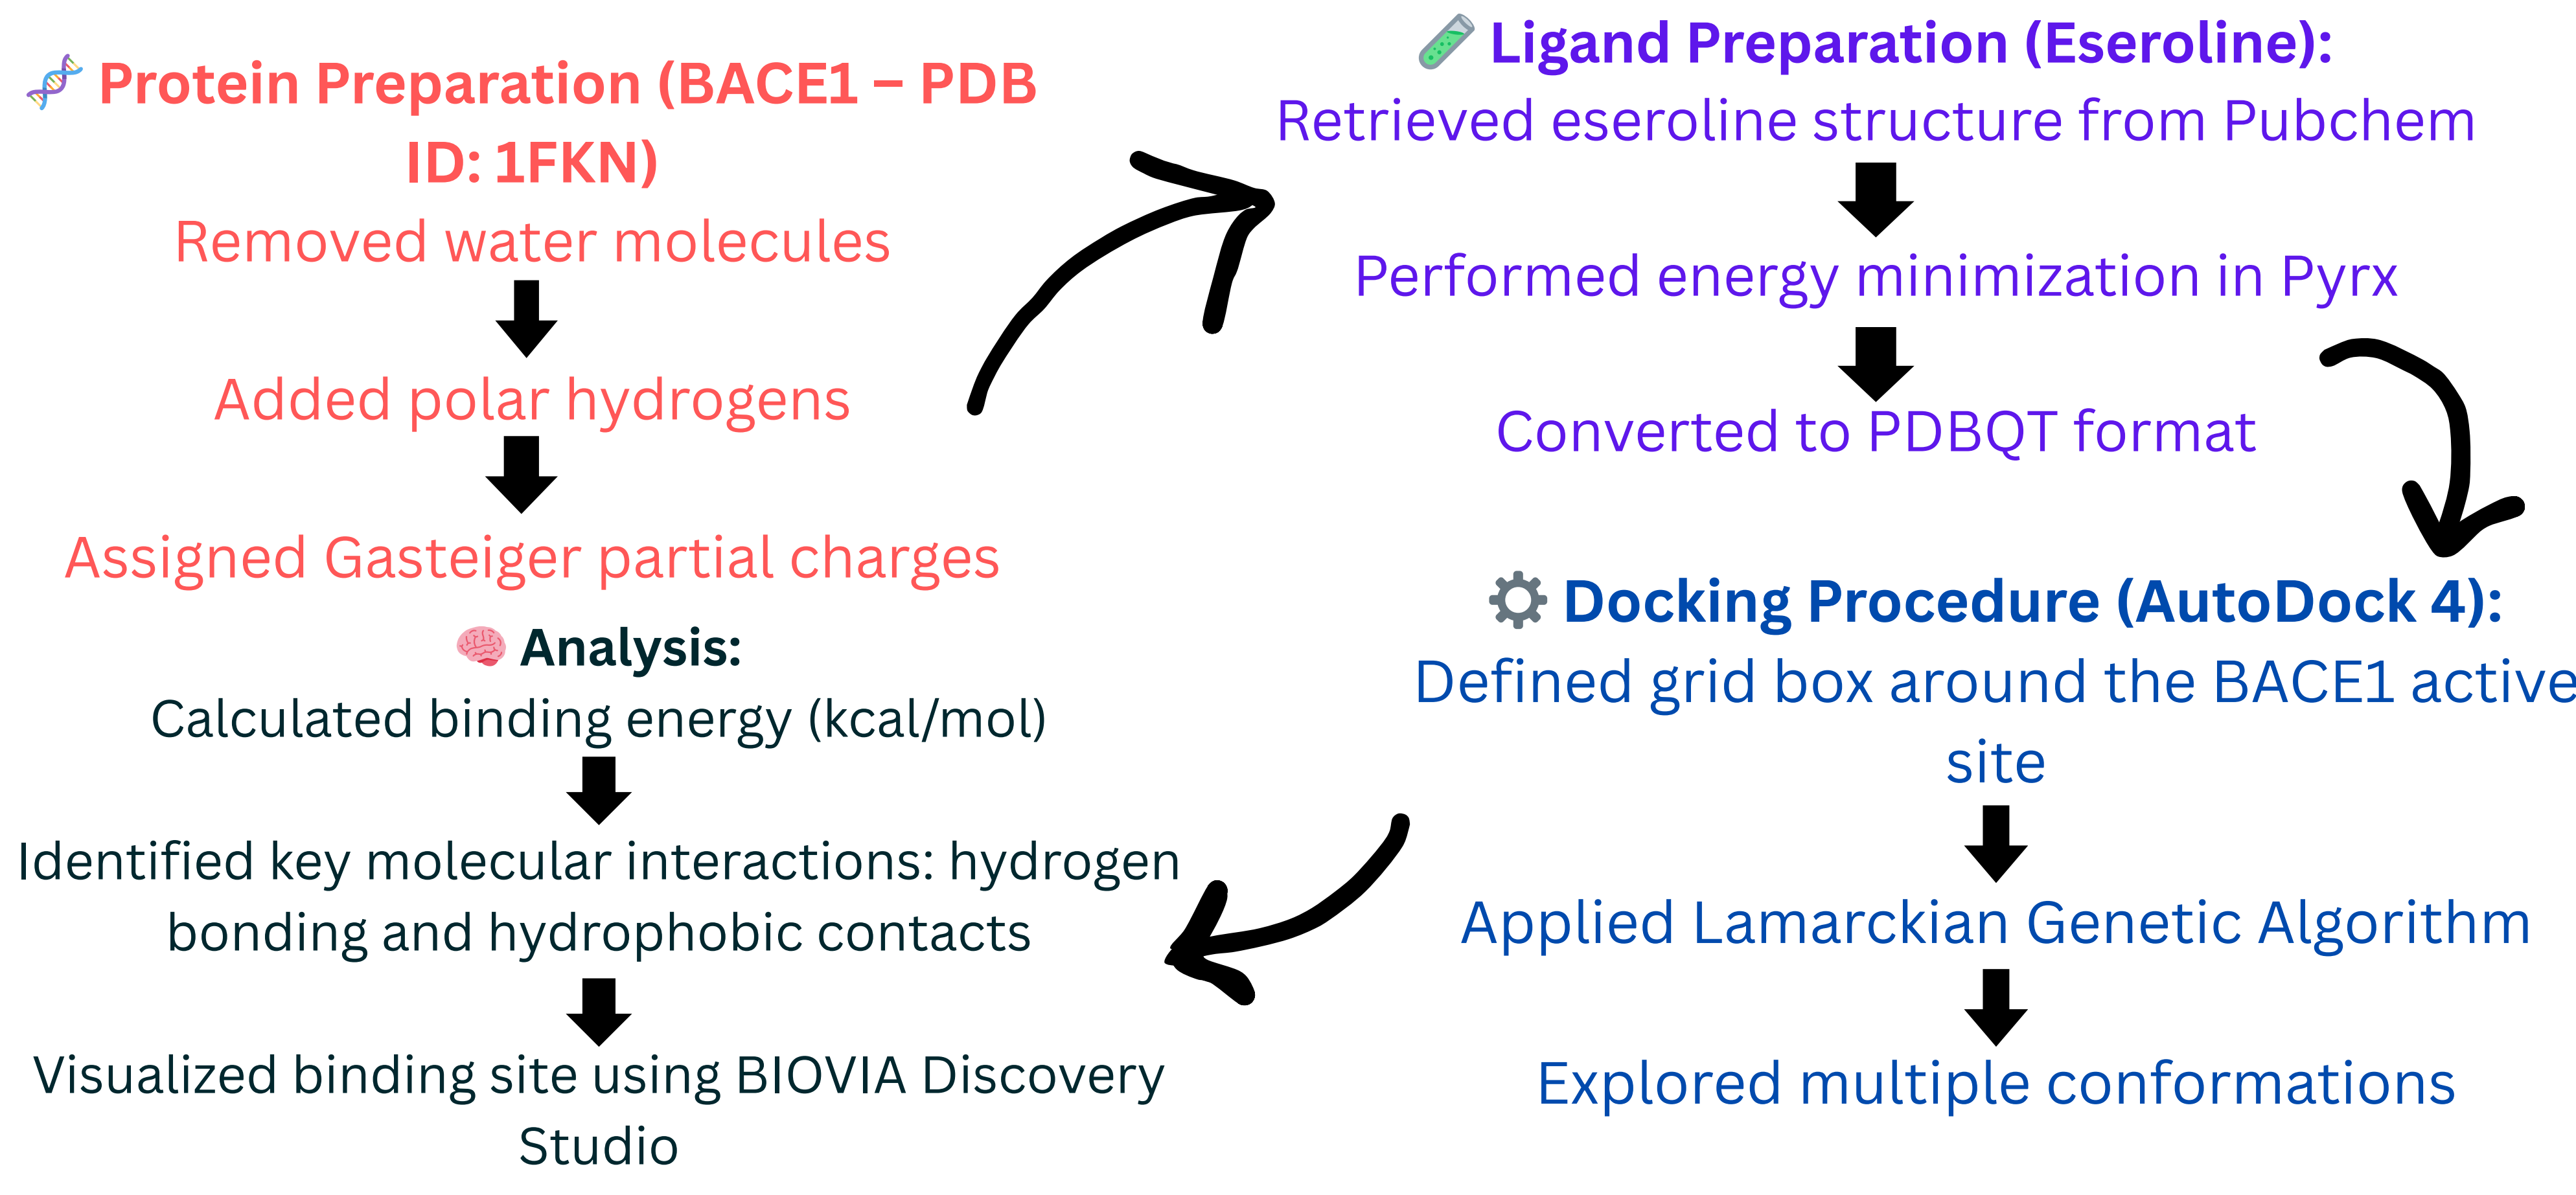 🧬 Protein Preparation (BACE1 – PDB
ID: 1FKN)
Removed water molecules
Added polar hydrogens
Assigned Gasteiger partial charges
🧪 Ligand Preparation (Eseroline):
Retrieved eseroline structure from Pubchem
Performed energy minimization in Pyrx
Converted to PDBQT format
⚙ Docking Procedure (AutoDock 4):
Defined grid box around the BACE1 active
site
Applied Lamarckian Genetic Algorithm
Explored multiple conformations
🧠 Analysis:
Calculated binding energy (kcal/mol)
Identified key molecular interactions: hydrogen
bonding and hydrophobic contacts
Visualized binding site using BIOVIA Discovery
Studio